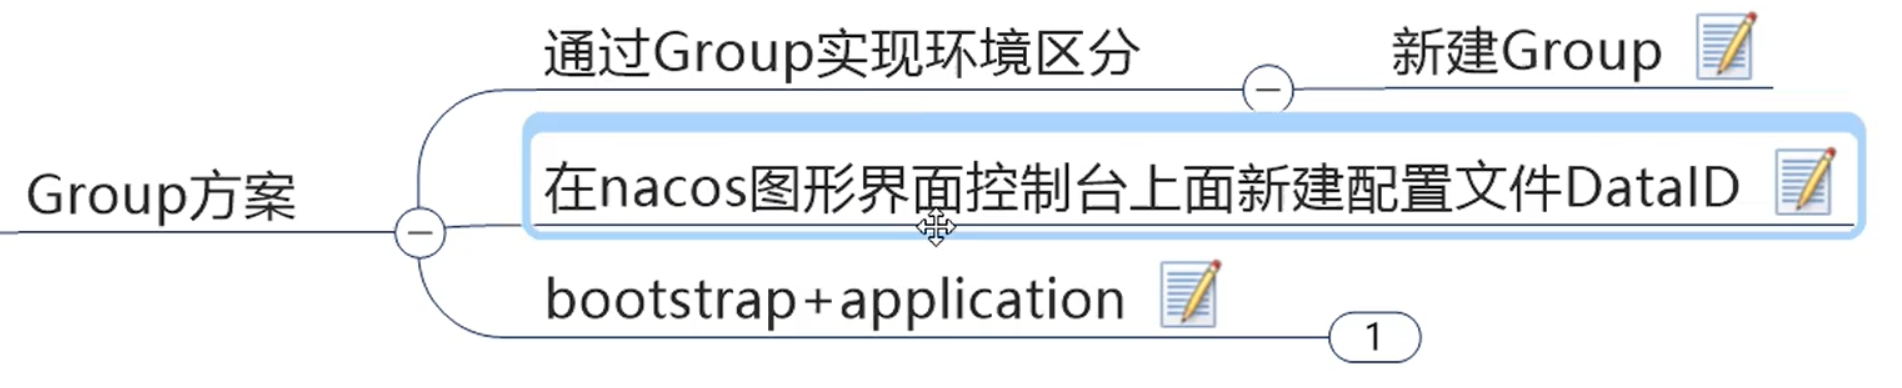 通过Group实现环境区分
新建Group
Group方案
在nacos图形界面控制台上面新建配置文件DataID
bootstrap+application
1